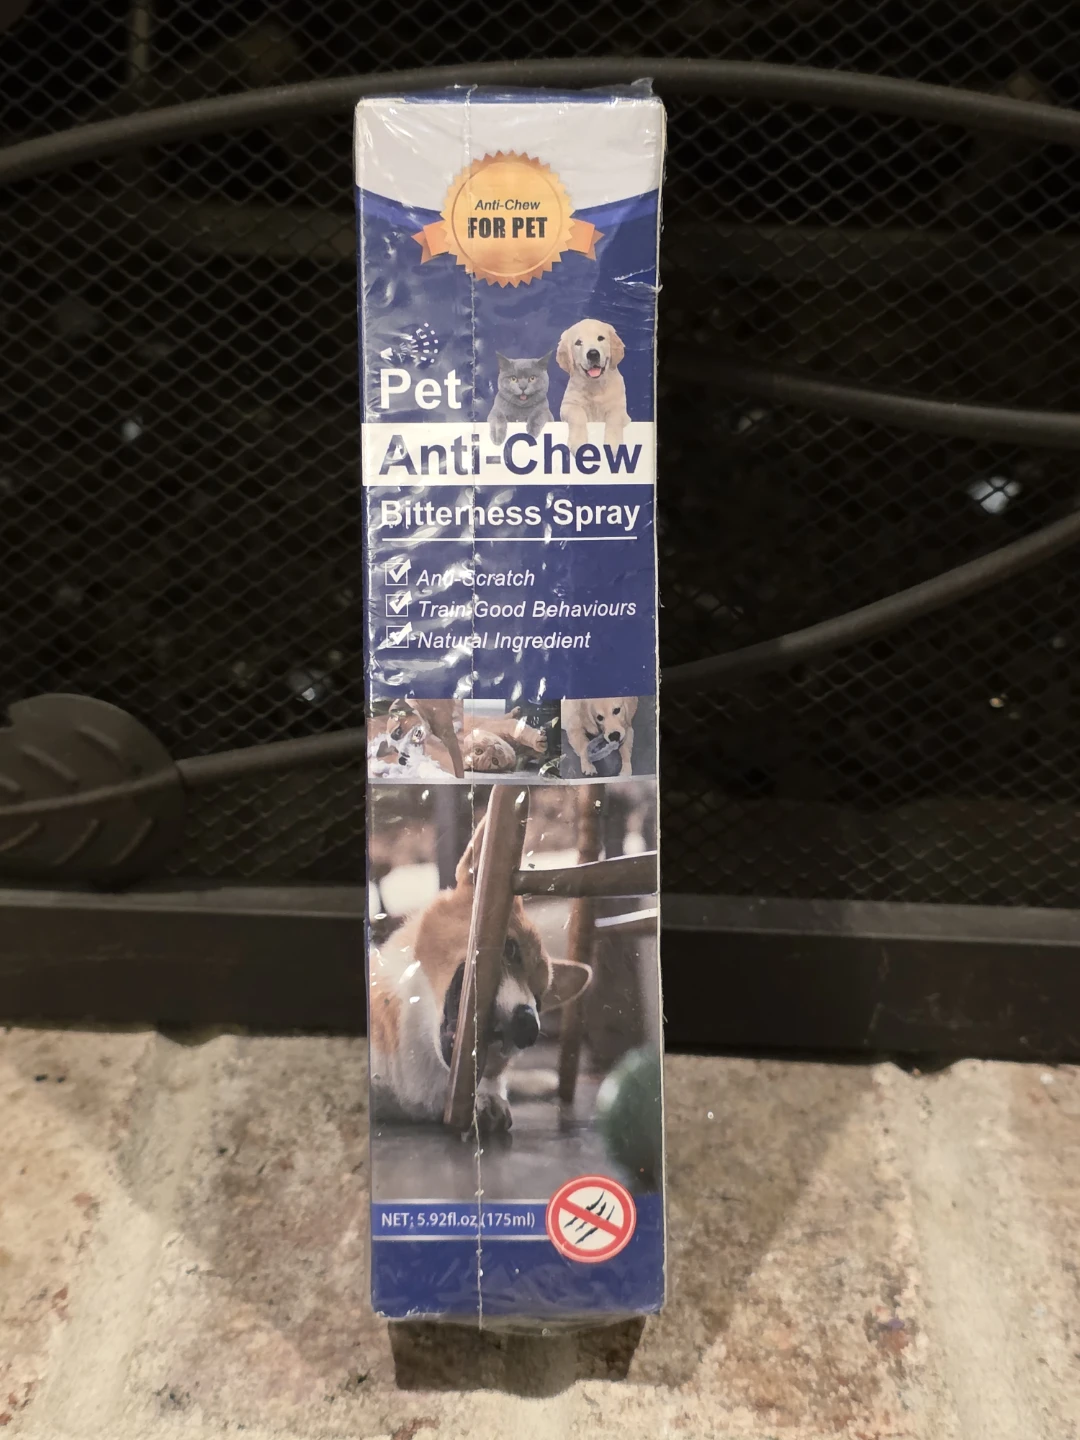 Anti-Chew
FOR PET
Pet
Anti-Chew
Bitterness Spray
Anti-Scratch
Train Good Behaviours
Natural Ingredient
NET: 5.92fl.oz (175ml)